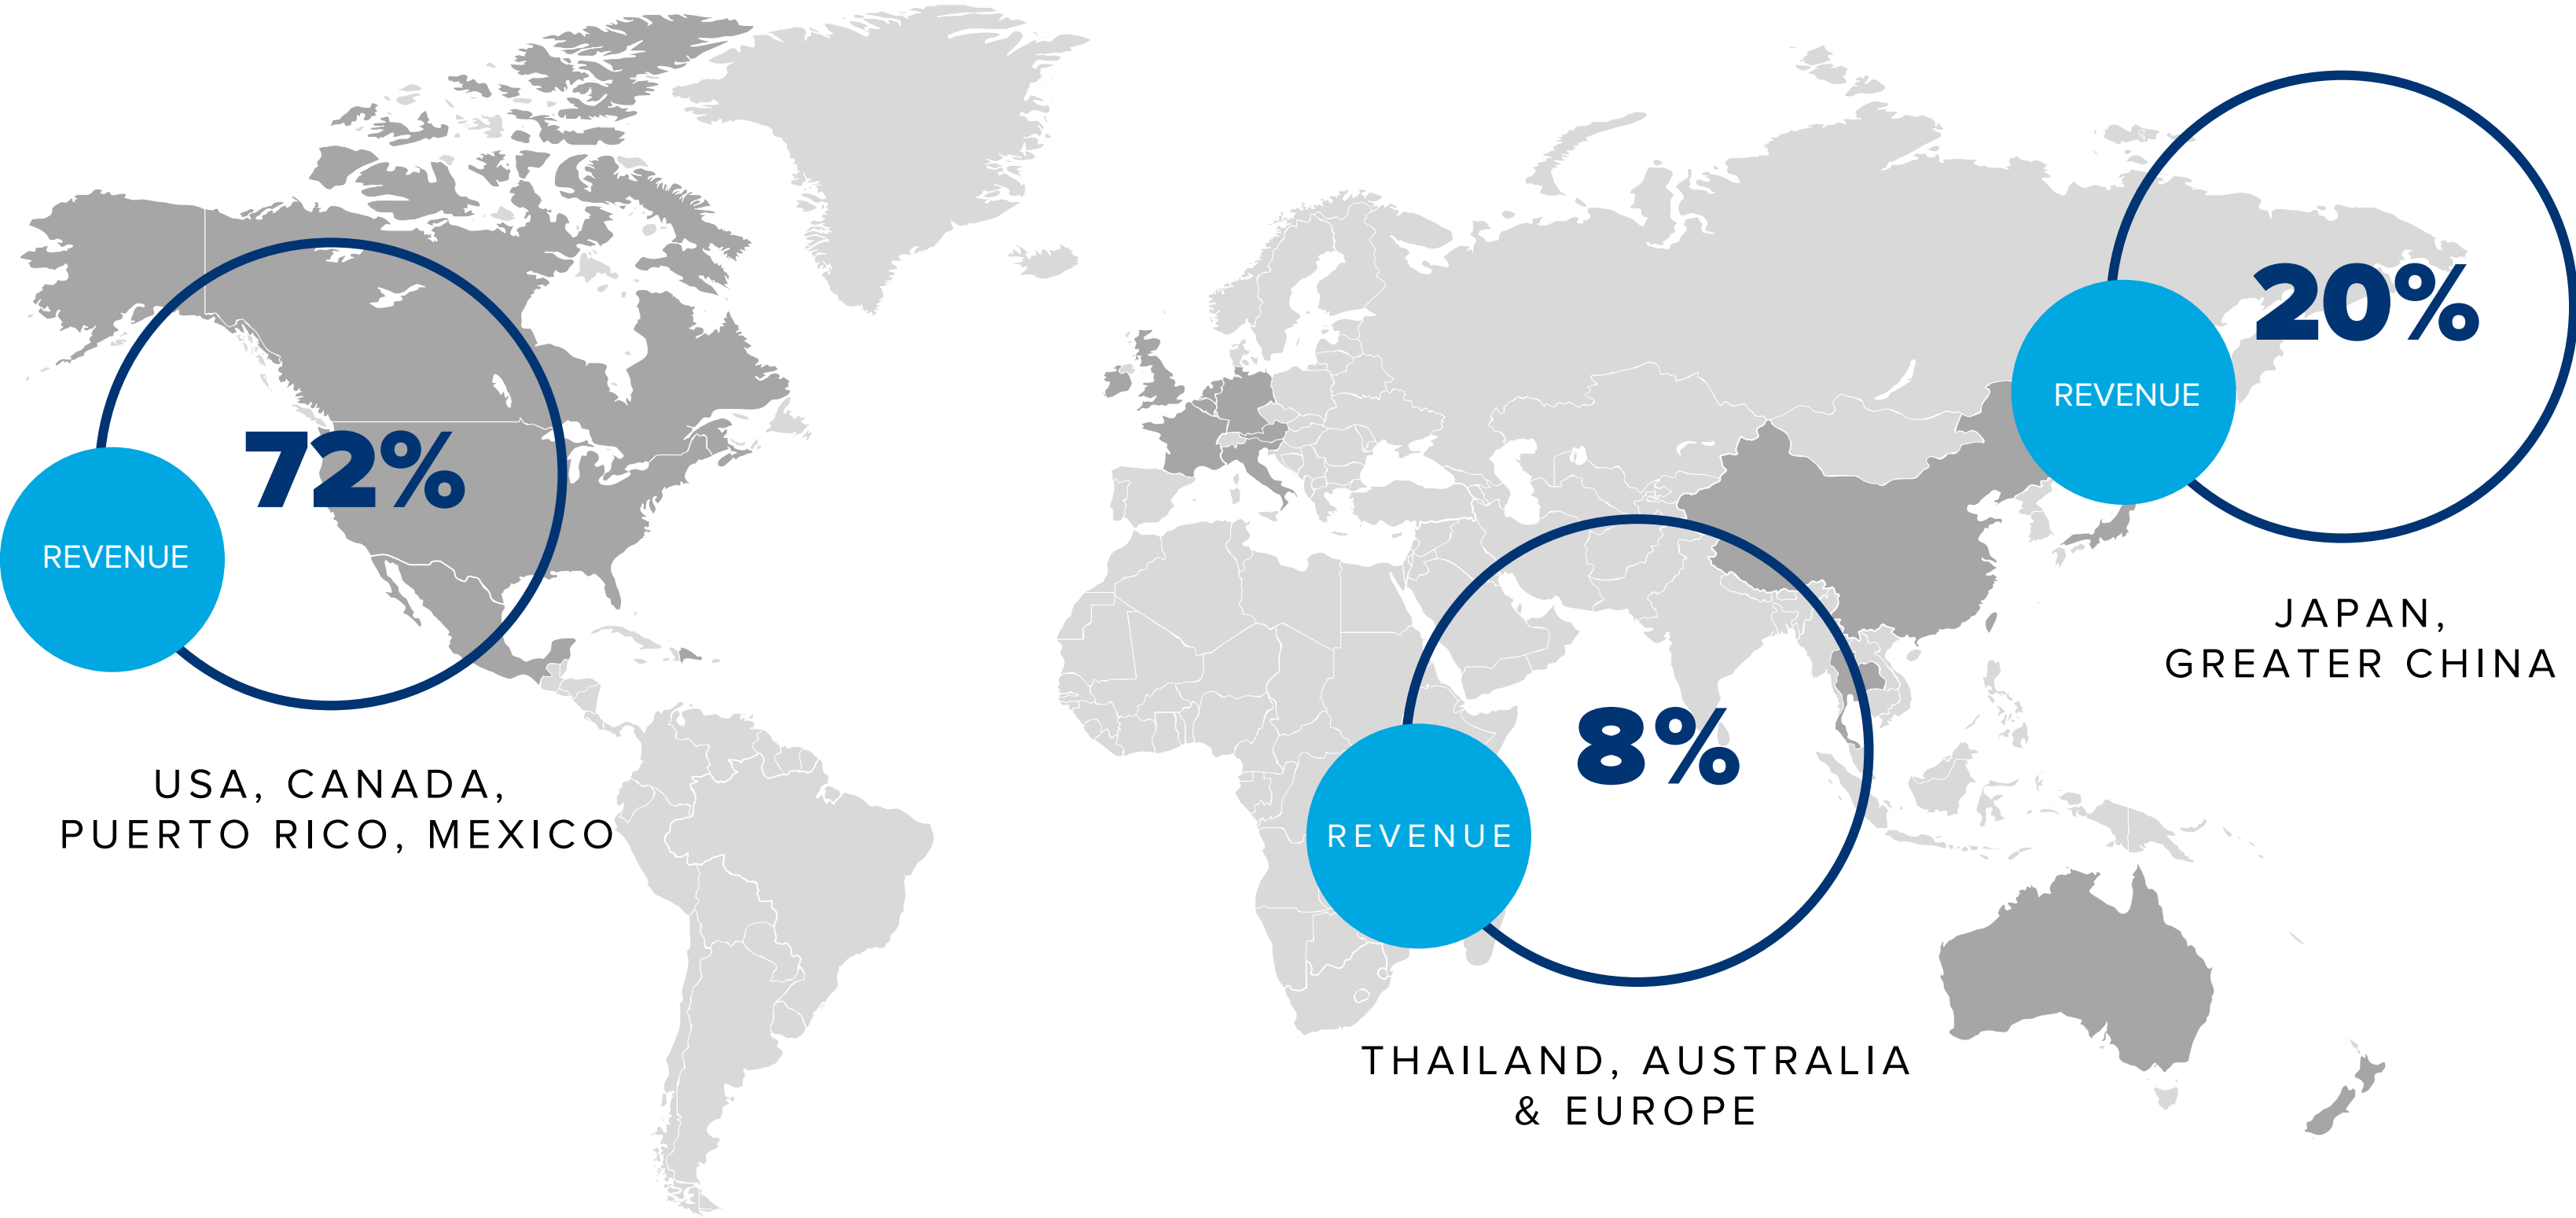 72%
REVENUE
USA, CANADA,
PUERTO RICO, MEXICO
8%
REVENUE
THAILAND, AUSTRALIA
& EUROPE
20%
REVENUE
JAPAN,
GREATER CHINA